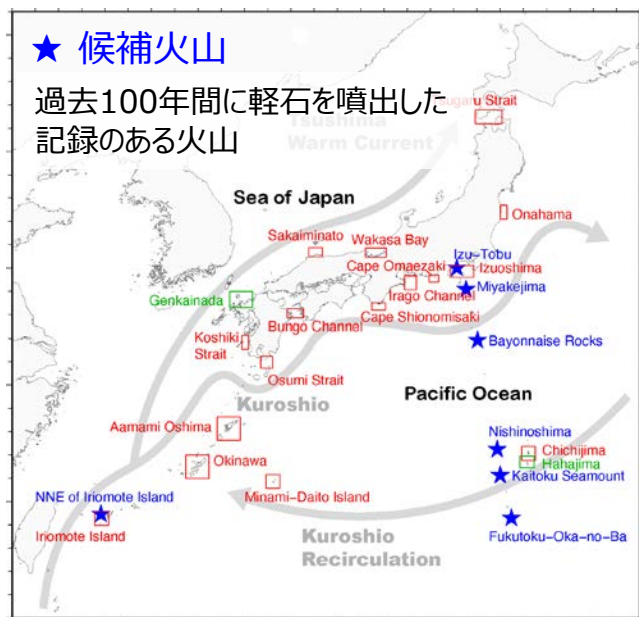 ★ 候補火山
過去100年間に軽石を噴出した
記録のある火山
Tsugaru Strait
Tsushima
Warm Current
Sea of Japan
Onahama
Sakaiminato
Wakasa Bay
Izu-Tobu
Cape Omaezaki
Izuoshima
Genkainada
Irago Channel
Miyakejima
Koshiki
Strait
Bungo Channel
Cape Shionomisaki
Bayonnaise Rocks
Osumi Strait
Kuroshio
Pacific Ocean
Aamami Oshima
Nishinoshima
Chichijima
Okinawa
Hahajima
Kaitoku Seamount
NNE of Iriomote Island
Minami-Daito Island
Iriomote Island
Kuroshio
Recirculation
Fukutoku-Oka-no-Ba